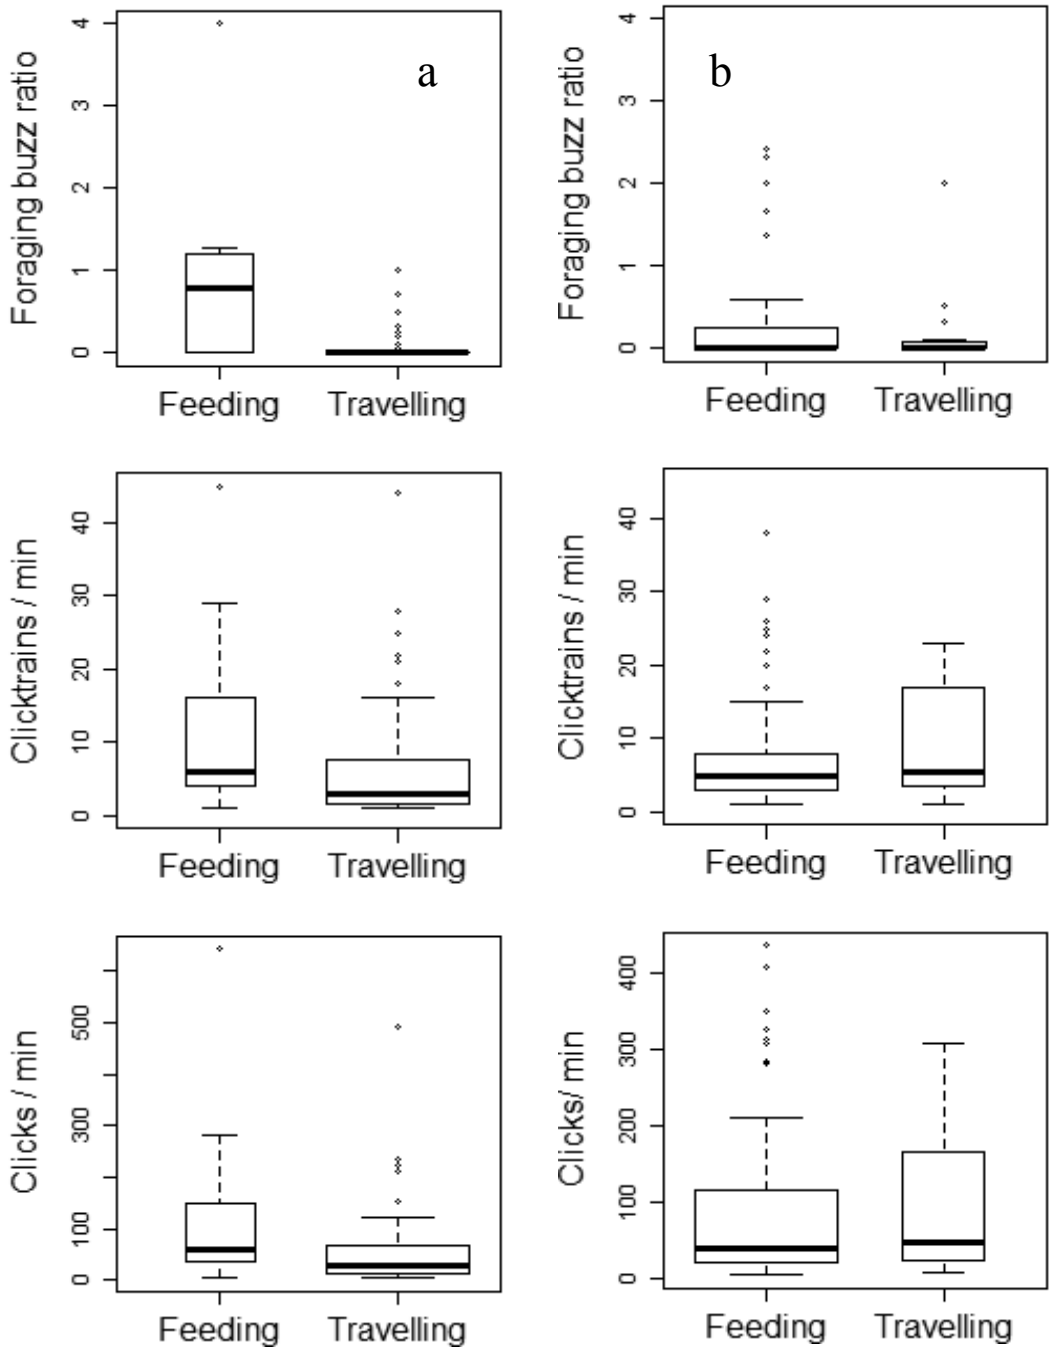 a
Foraging buzz ratio
4
3
2
1
0
Feeding Travelling
b
Foraging buzz ratio
4
3
2
1
0
Feeding Travelling
Clicktrains / min
40
30
20
10
0
Feeding Travelling
Clicktrains / min
40
30
20
10
0
Feeding Travelling
Clicks / min
500
300
100
0
Feeding Travelling
Clicks/ min
400
300
200
100
0
Feeding Travelling